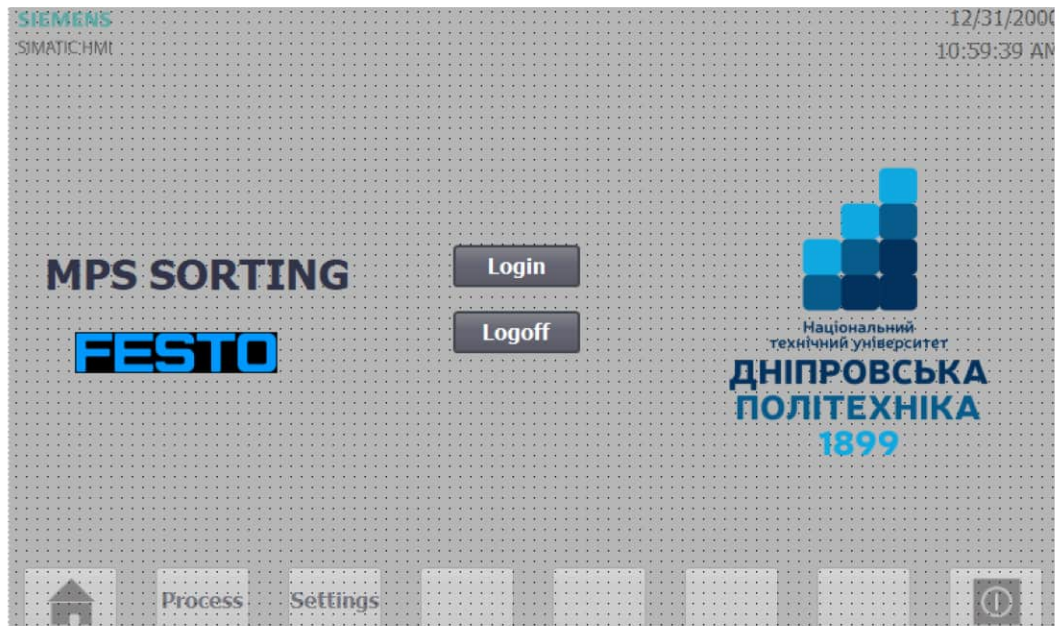 SIEMENS
SIMATIC HMI
12/31/2000
10:59:39 AM
MPS SORTING
FESTO
Login
Logoff
Національний
технічний університет
ДНІПРОВСЬКА
ПОЛІТЕХНІКА
1899
Process
Settings